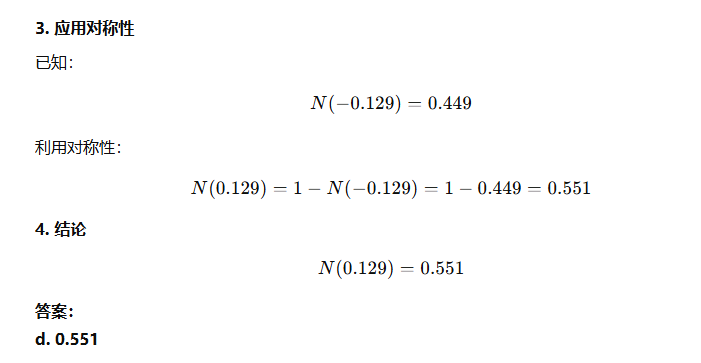 3. 应用对称性
已知：
N(−0.129) = 0.449
利用对称性：
N(0.129) = 1 − N(−0.129) = 1 − 0.449 = 0.551
4. 结论
N(0.129) = 0.551
答案：
d. 0.551